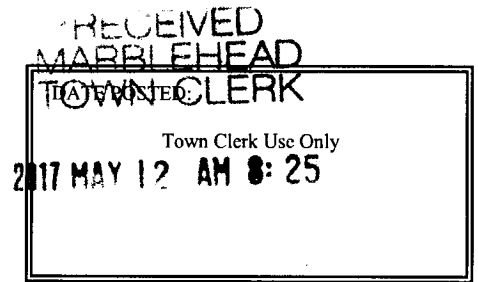 RECEIVED
MARBLEHEAD
TOWN CLERK
DATE POSTED:
Town Clerk Use Only
2017 MAY 12 AM 8: 25